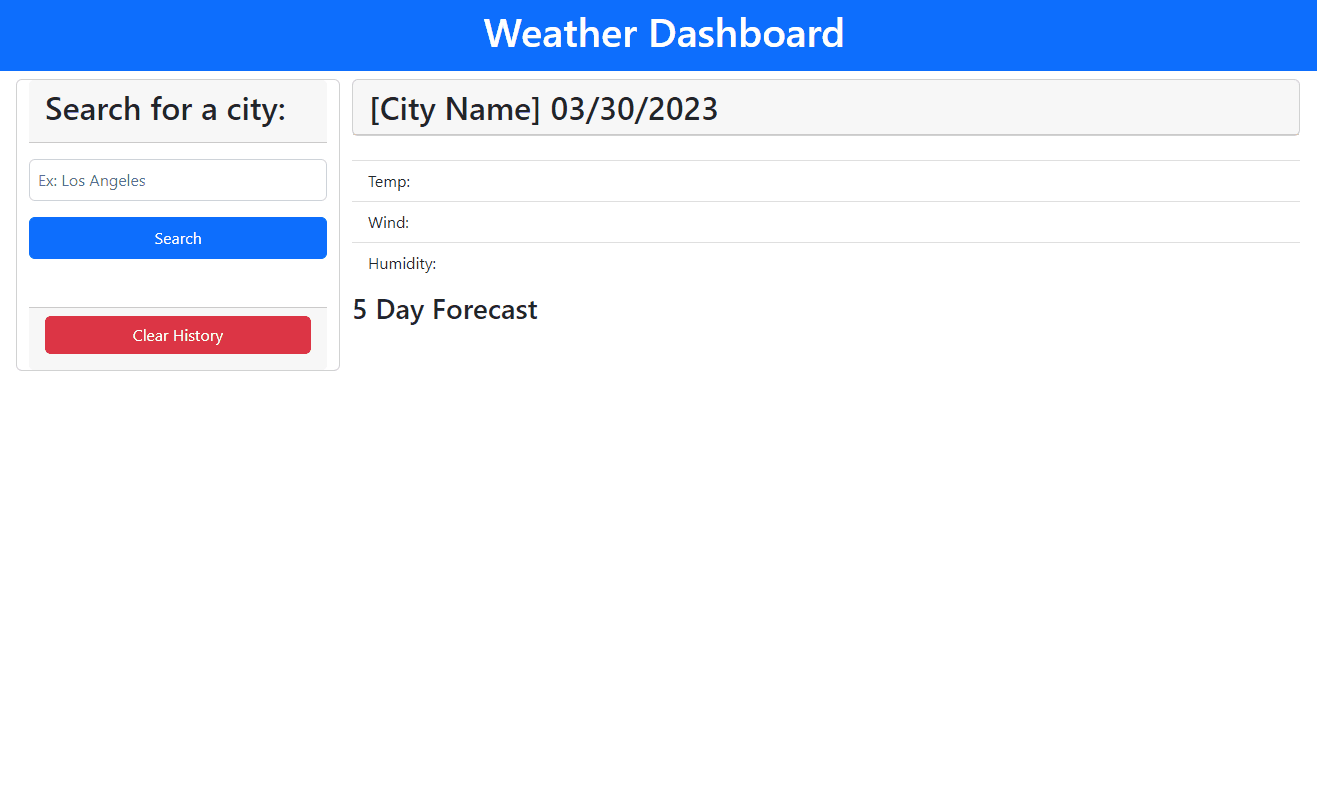 Weather Dashboard
Search for a city:
Ex: Los Angeles
Search
Clear History
[City Name] 03/30/2023
Temp:
Wind:
Humidity:
5 Day Forecast